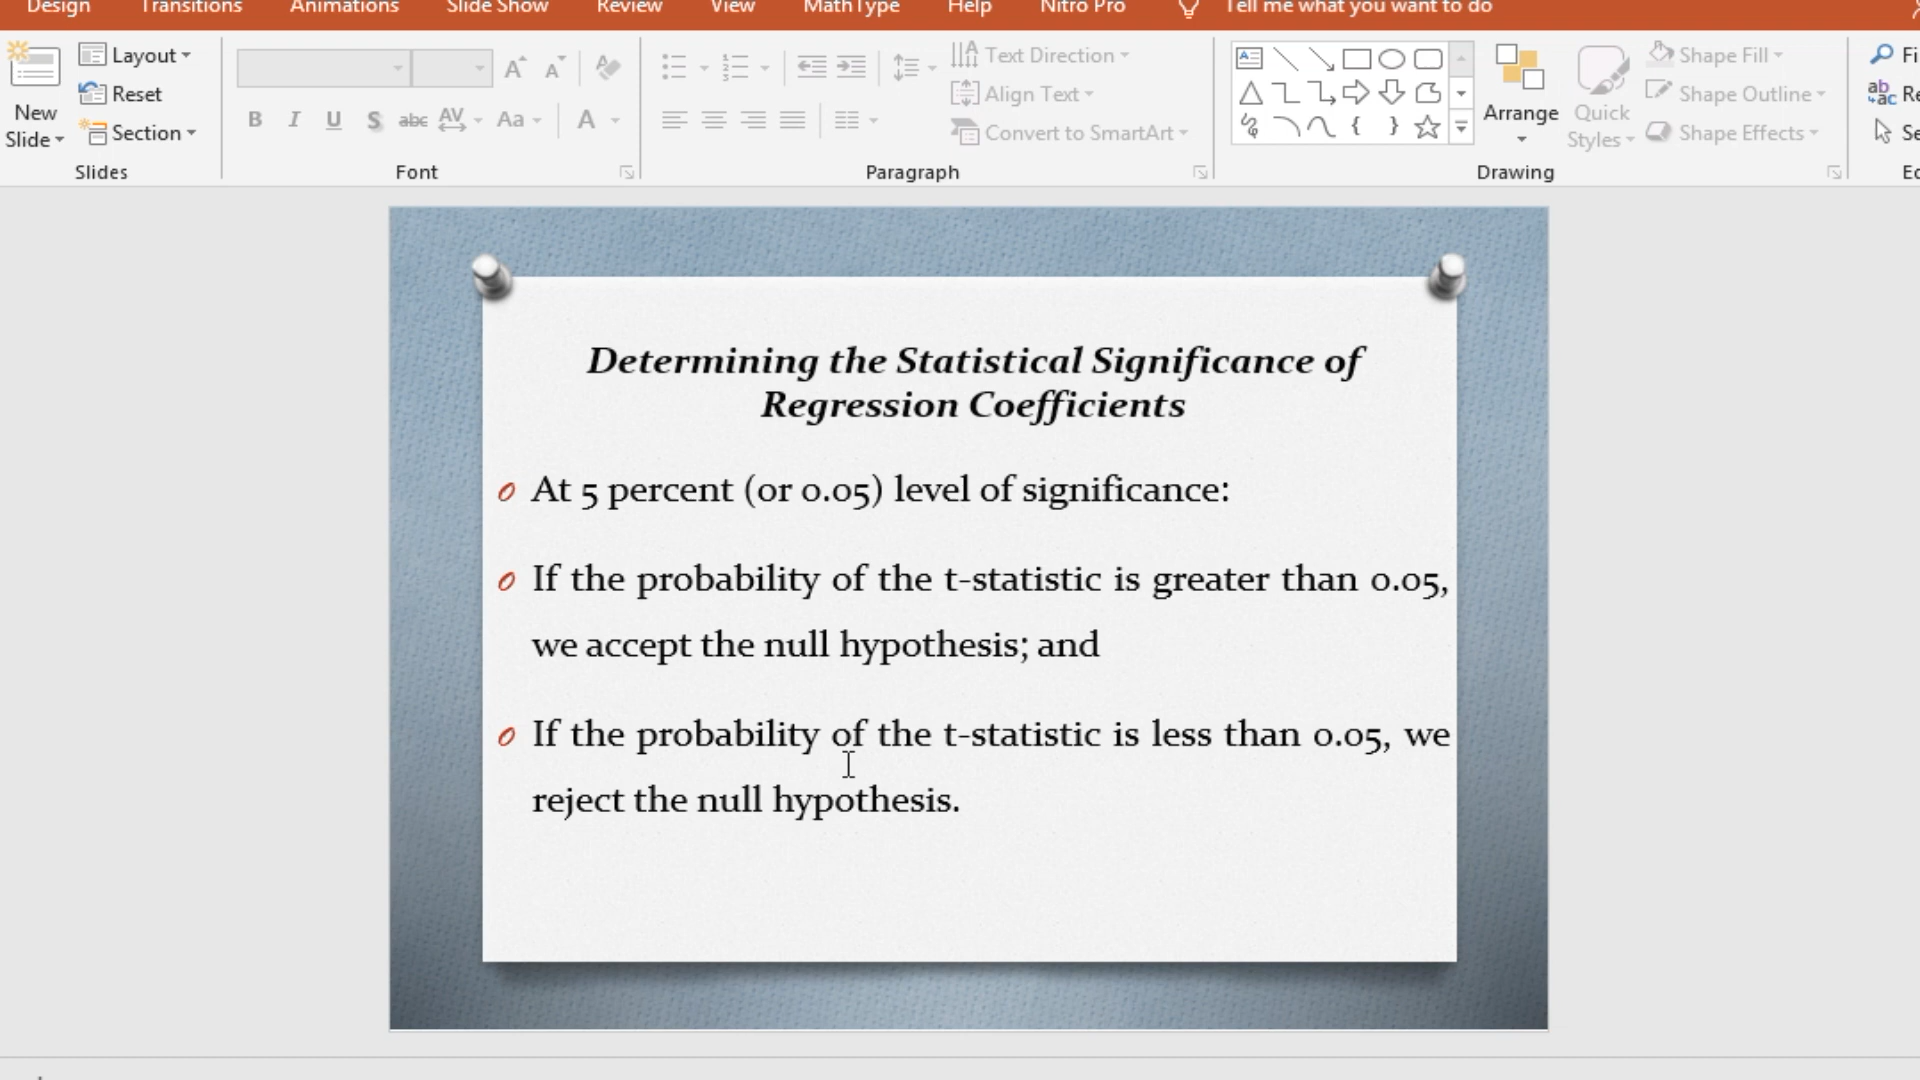 Design Transitions Animations Slide Show Review View MathType Help Nitro Pro Tell me what you want to do
Layout
Reset
Section
New
Slide
Slides
B I U S abc AV Aa A
Font
Text Direction
Align Text
Convert to SmartArt
Paragraph
Arrange
Quick
Styles
Shape Fill
Shape Outline
Shape Effects
Drawing
Determining the Statistical Significance of
Regression Coefficients
At 5 percent (or 0.05) level of significance:
If the probability of the t-statistic is greater than 0.05,
we accept the null hypothesis; and
If the probability of the t-statistic is less than 0.05, we
reject the null hypothesis.